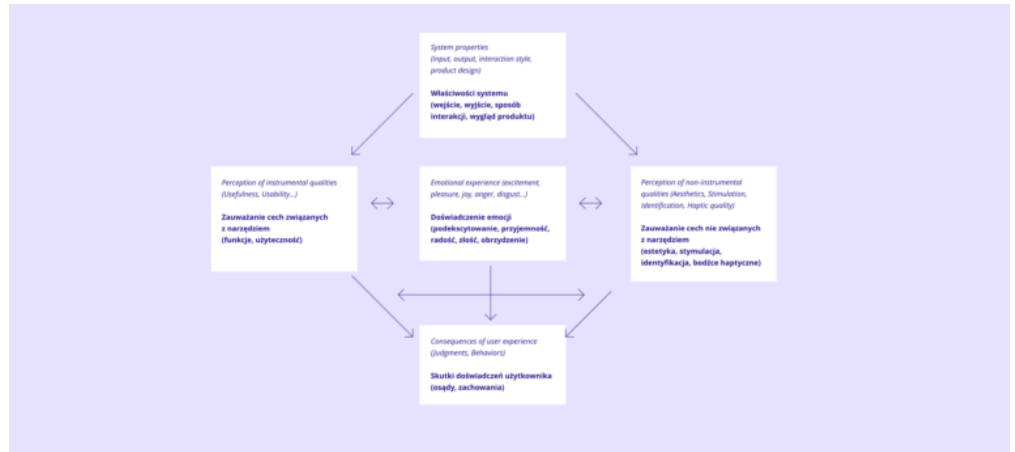 System properties
(Input, output, interaction style,
product design)
Właściwości systemu
(wejście, wyjście, sposób
interakcji, wygląd produktu)
Perception of instrumental qualities
(Usefulness, Usability...)
Zauważanie cech związanych
z narzędziem
(funkcje, użyteczność)
Emotional experience (excitement,
pleasure, joy, anger, disgust...)
Doświadczenie emocji
(podekscytowanie, przyjemność,
radość, złość, obrzydzenie)
Perception of non-instrumental
qualities (Aesthetics, Stimulation,
Identification, Haptic quality)
Zauważanie cech nie związanych
z narzędziem
(estetyka, stymulacja,
identyfikacja, bodźce haptyczne)
Consequences of user experience
(Judgments, Behaviors)
Skutki doświadczeń użytkownika
(osądy, zachowania)